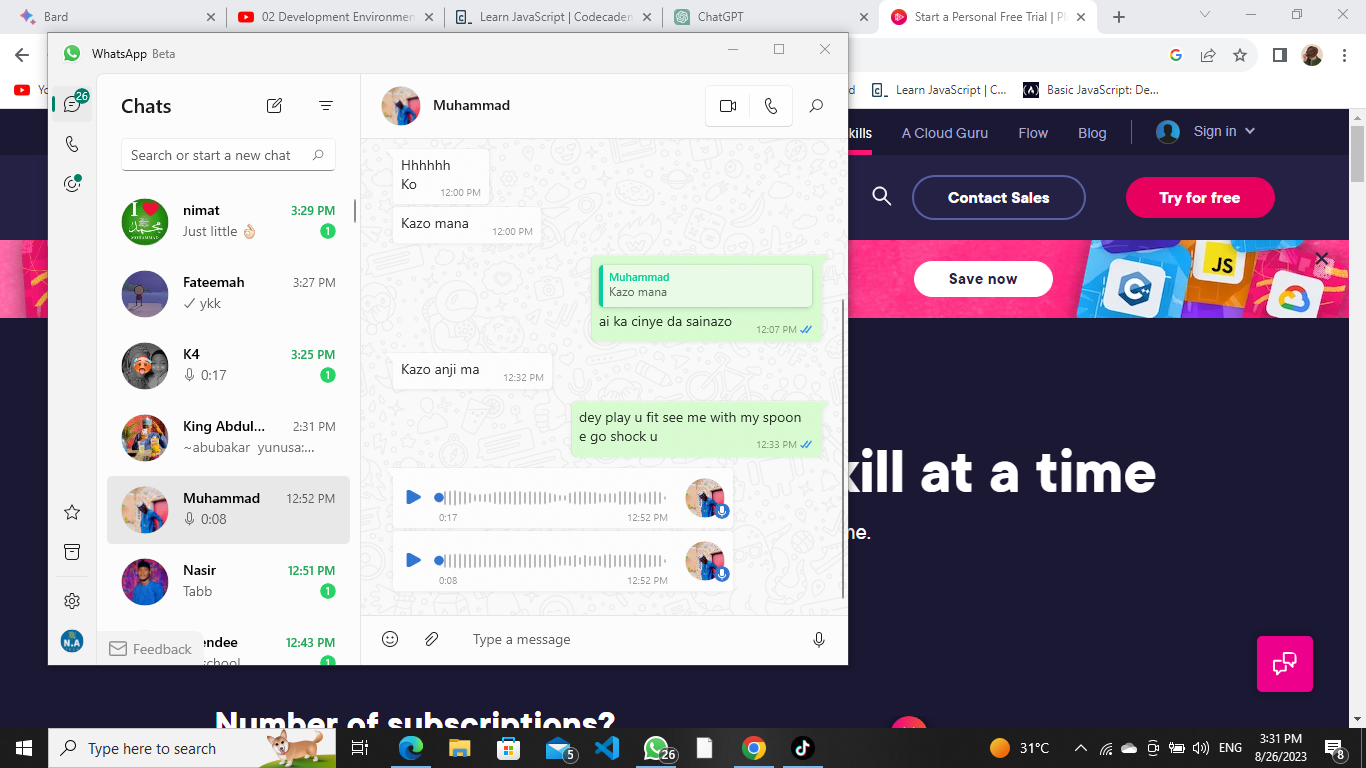 Bard
02 Development Environmen
Learn JavaScript | Codecaden
ChatGPT
Start a Personal Free Trial | Pl
Learn JavaScript | C...
Basic JavaScript: De...
WhatsApp Beta
26
Chats
Search or start a new chat
nimat
3:29 PM
Just little 👌🏻
1
Fateemah
3:27 PM
ykk
K4
3:25 PM
0:17
1
King Abdul...
2:31 PM
~abubakar yunusa:...
Muhammad
12:52 PM
0:08
Nasir
12:51 PM
Tabb
1
endee
12:43 PM
school
1
N.A
Feedback
Muhammad
Hhhhhh
Ko
12:00 PM
Kazo mana
12:00 PM
Muhammad
Kazo mana
ai ka cinye da sainazo
12:07 PM
Kazo anji ma
12:32 PM
dey play u fit see me with my spoon
e go shock u
12:33 PM
0:17
12:52 PM
0:08
12:52 PM
Type a message
kills
A Cloud Guru
Flow
Blog
Sign in
Contact Sales
Try for free
Save now
JS
kill at a time
ne.
Number of subscriptions?
Type here to search
5
26
31°C
ENG
3:31 PM
8/26/2023
8